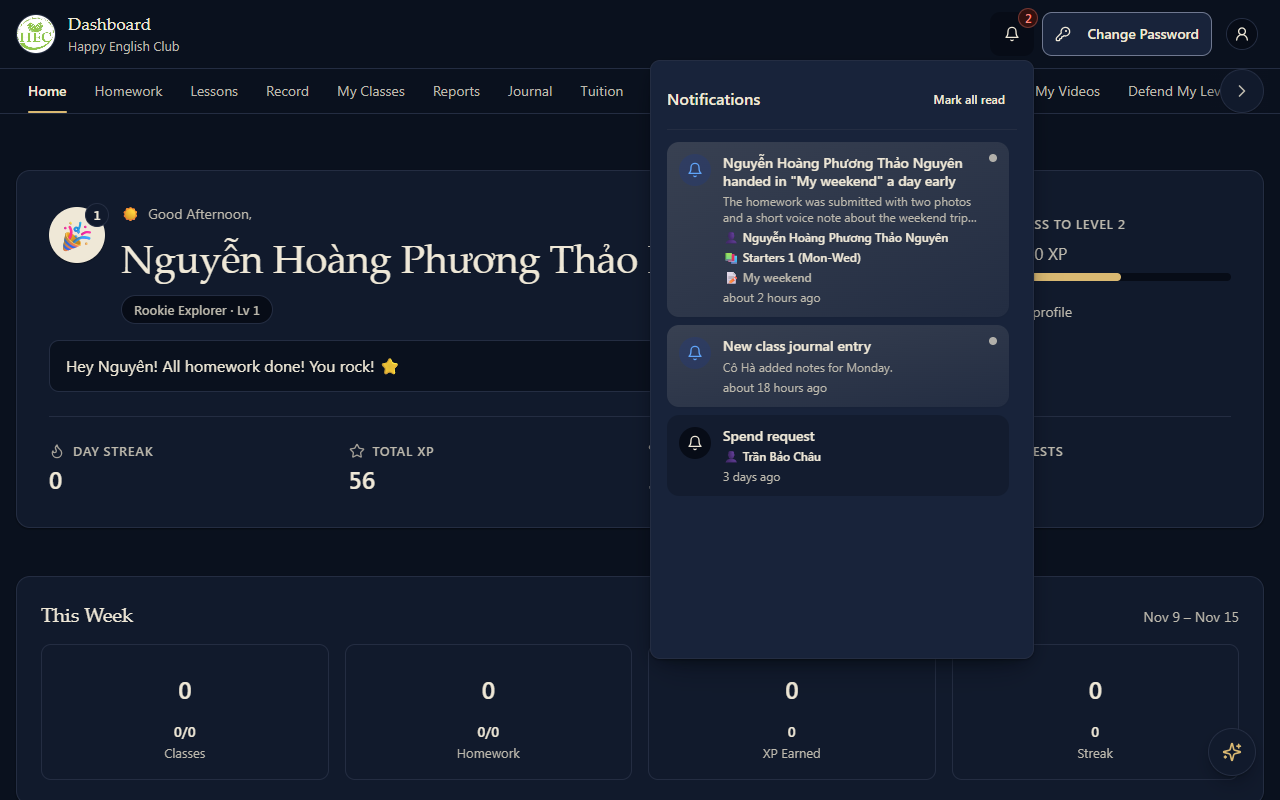 HEC
Dashboard
Happy English Club
2
Change Password
Home
Homework
Lessons
Record
My Classes
Reports
Journal
Tuition
My Videos
Defend My Lev
Notifications
Mark all read
Nguyễn Hoàng Phương Thảo Nguyên
handed in "My weekend" a day early
The homework was submitted with two photos
and a short voice note about the weekend trip...
Nguyễn Hoàng Phương Thảo Nguyên
Starters 1 (Mon-Wed)
My weekend
about 2 hours ago
New class journal entry
Cô Hà added notes for Monday.
about 18 hours ago
Spend request
Trần Bảo Châu
3 days ago
1
Good Afternoon,
Nguyễn Hoàng Phương Thảo
Rookie Explorer · Lv 1
SS TO LEVEL 2
0 XP
profile
Hey Nguyên! All homework done! You rock!
DAY STREAK
0
TOTAL XP
56
ESTS
This Week
Nov 9 – Nov 15
0
0/0
Classes
0
0/0
Homework
0
0
XP Earned
0
0
Streak